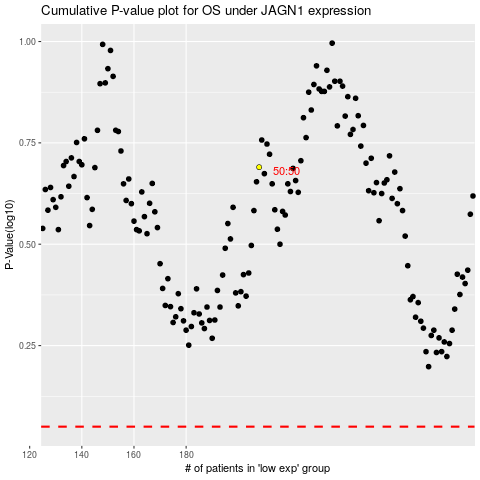 Cumulative P-value plot for OS under JAGN1 expression
1.00
0.75
50:50
P-Value(log10)
0.50
0.25
120 140 160 180
# of patients in 'low exp' group